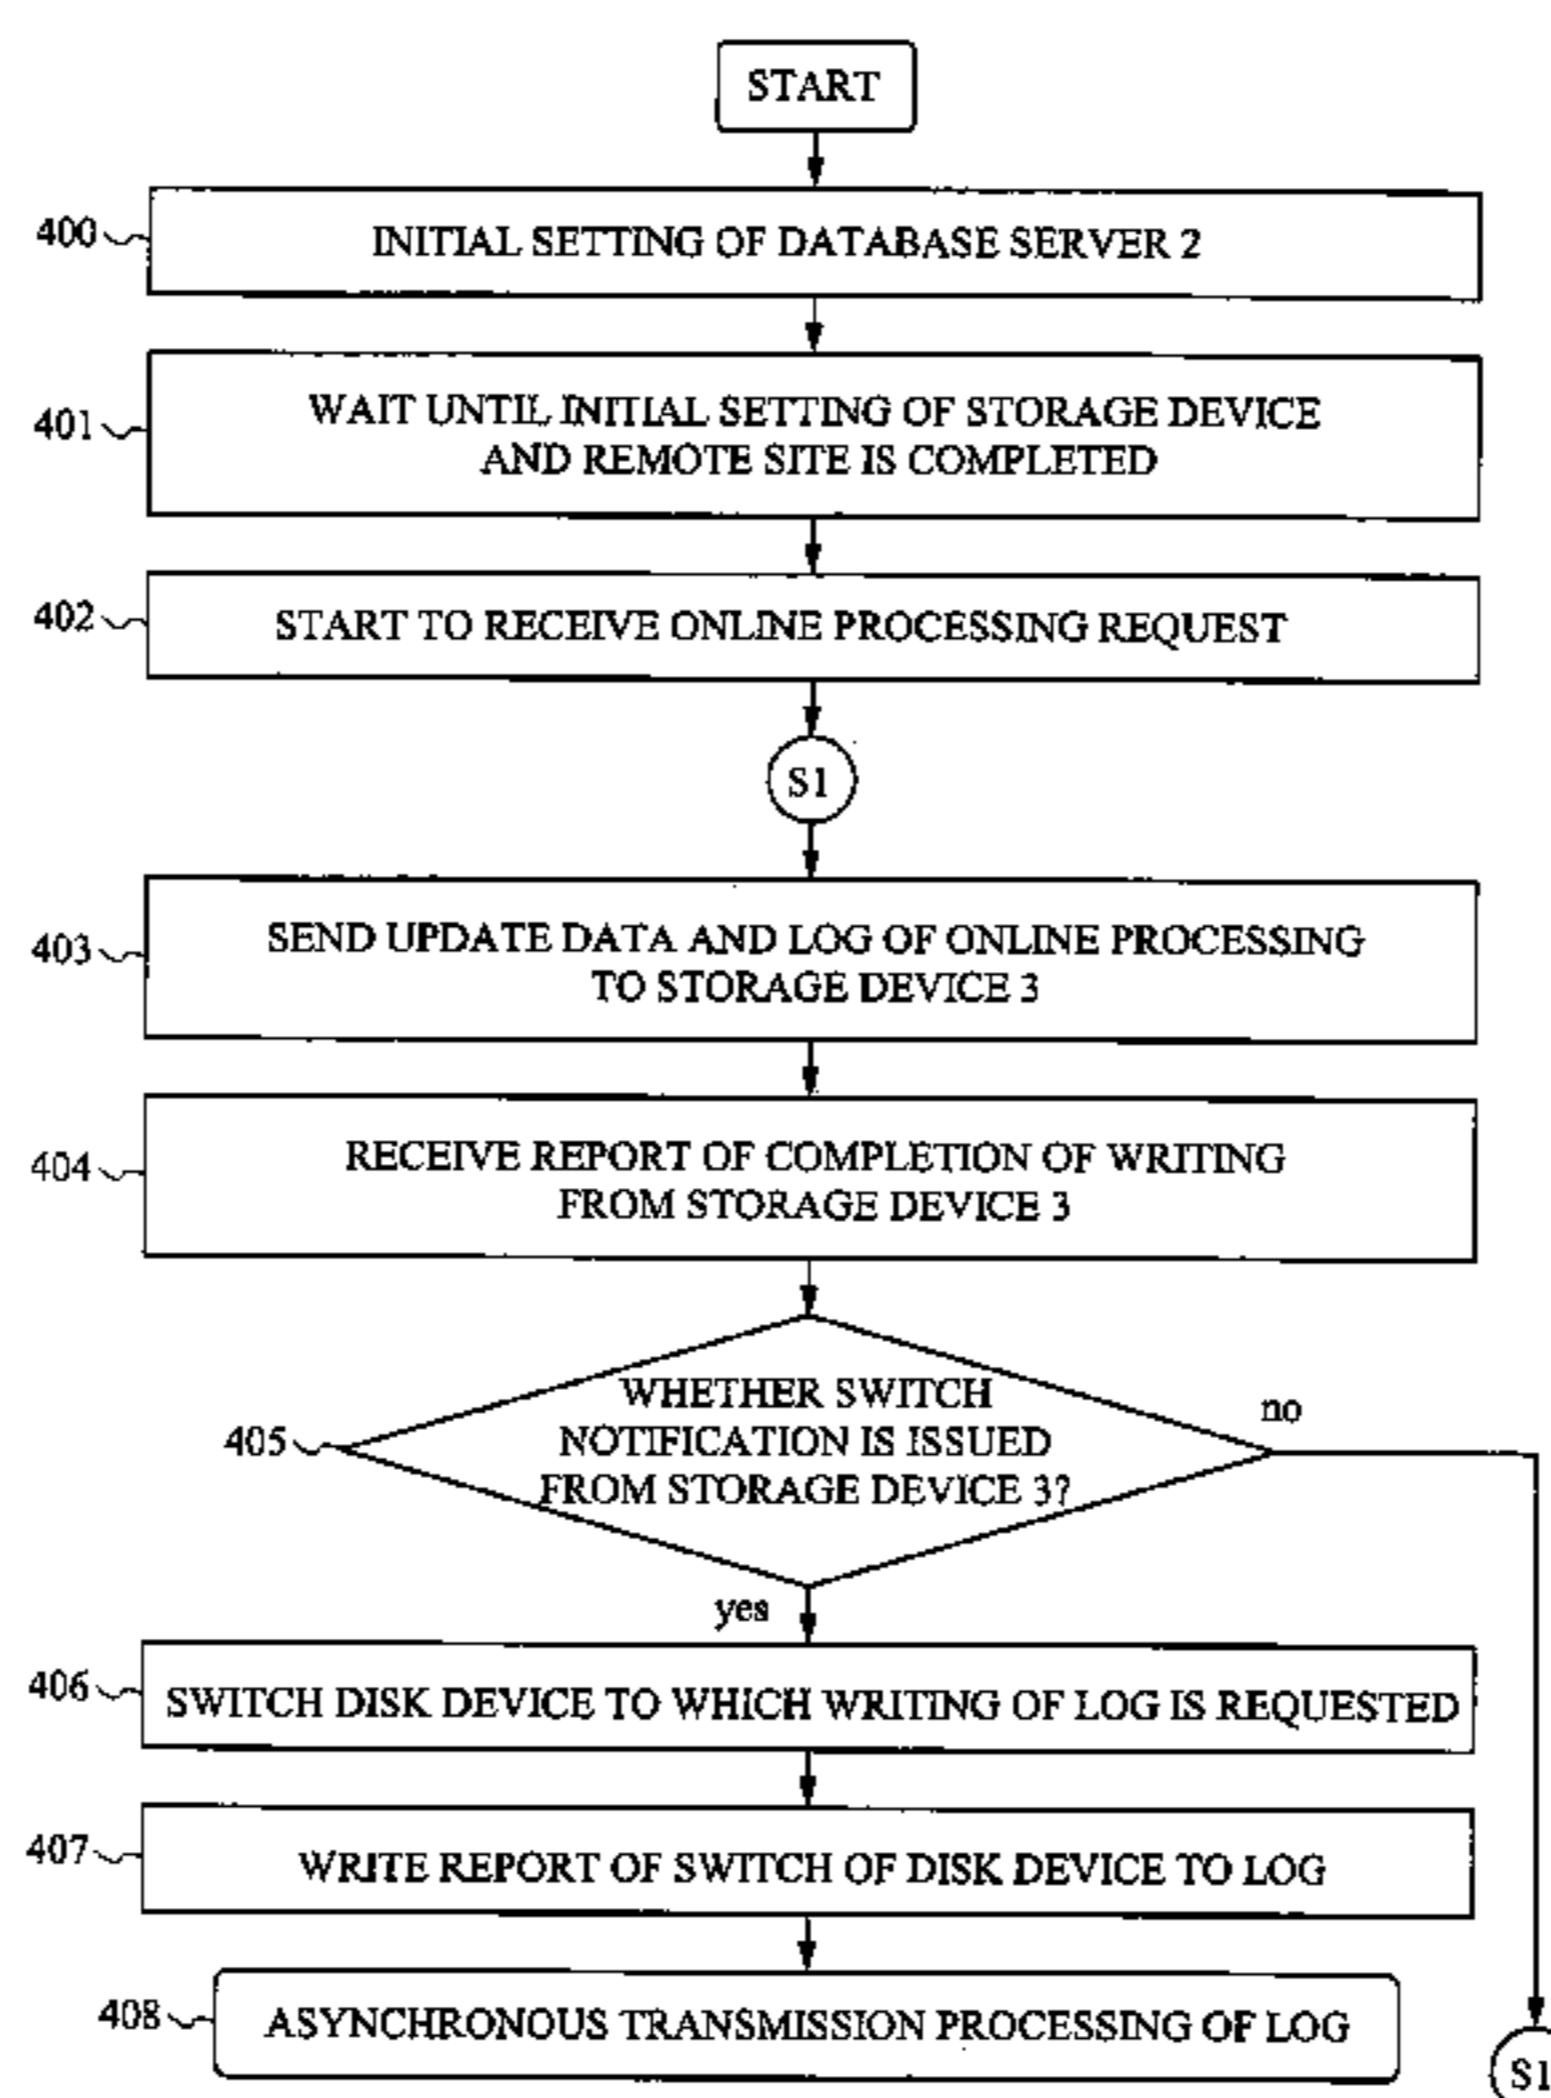 START
400
INITIAL SETTING OF DATABASE SERVER 2
401
WAIT UNTIL INITIAL SETTING OF STORAGE DEVICE
AND REMOTE SITE IS COMPLETED
402
START TO RECEIVE ONLINE PROCESSING REQUEST
S1
403
SEND UPDATE DATA AND LOG OF ONLINE PROCESSING
TO STORAGE DEVICE 3
404
RECEIVE REPORT OF COMPLETION OF WRITING
FROM STORAGE DEVICE 3
405
WHETHER SWITCH
NOTIFICATION IS ISSUED
FROM STORAGE DEVICE 3?
no
yes
406
SWITCH DISK DEVICE TO WHICH WRITING OF LOG IS REQUESTED
407
WRITE REPORT OF SWITCH OF DISK DEVICE TO LOG
408
ASYNCHRONOUS TRANSMISSION PROCESSING OF LOG
S1